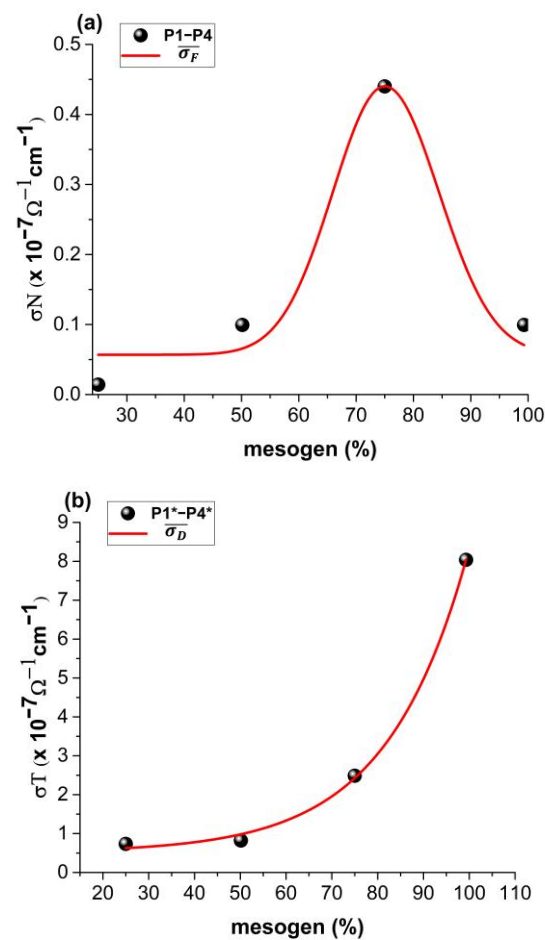 (a)
P1−P4
σ̅F̅
0.5
0.4
0.3
0.2
0.1
0.0
σN (x 10⁻⁷Ω⁻¹cm⁻¹)
30 40 50 60 70 80 90 100
mesogen (%)
(b)
P1*−P4*
σ̅D̅
9
8
7
6
5
4
3
2
1
0
σT (x 10⁻⁷Ω⁻¹cm⁻¹)
20 30 40 50 60 70 80 90 100 110
mesogen (%)